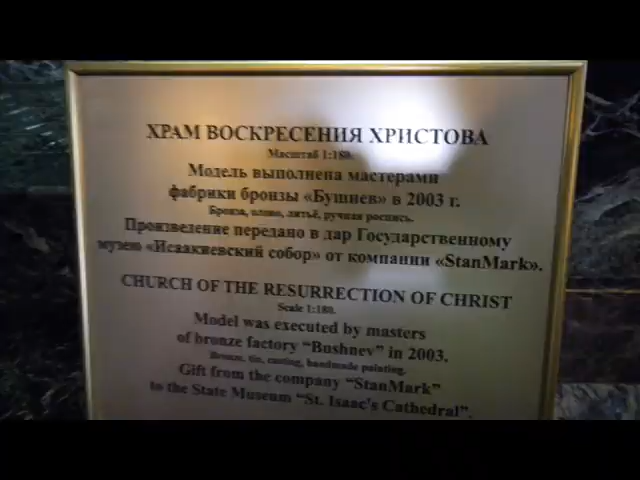 ХРАМ ВОСКРЕСЕНИЯ ХРИСТОВА
Масштаб 1:180.
Модель выполнена мастерами
фабрики бронзы «Бушнев» в 2003 г.
Бронза, олово, литьё, ручная роспись.
Произведение передано в дар Государственному
музею «Исаакиевский собор» от компании «StanMark».
CHURCH OF THE RESURRECTION OF CHRIST
Scale 1:180.
Model was executed by masters
of bronze factory “Bushnev” in 2003.
Bronze, tin, casting, handmade painting.
Gift from the company “StanMark”
to the State Museum “St. Isaac's Cathedral”.